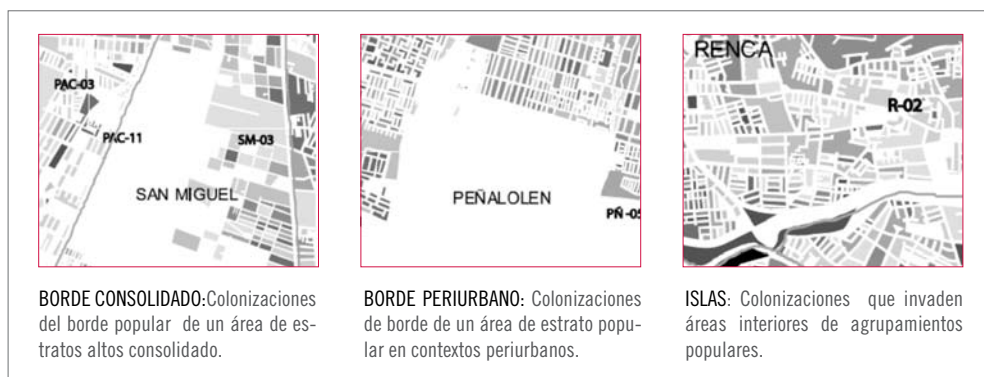 PAC-03
PAC-11
SM-03
SAN MIGUEL
PEÑALOLEN
PÑ-05
RENCA
R-02
BORDE CONSOLIDADO:Colonizaciones
del borde popular de un área de es-
tratos altos consolidado.
BORDE PERIURBANO: Colonizaciones
de borde de un área de estrato popu-
lar en contextos periurbanos.
ISLAS: Colonizaciones que invaden
áreas interiores de agrupamientos
populares.